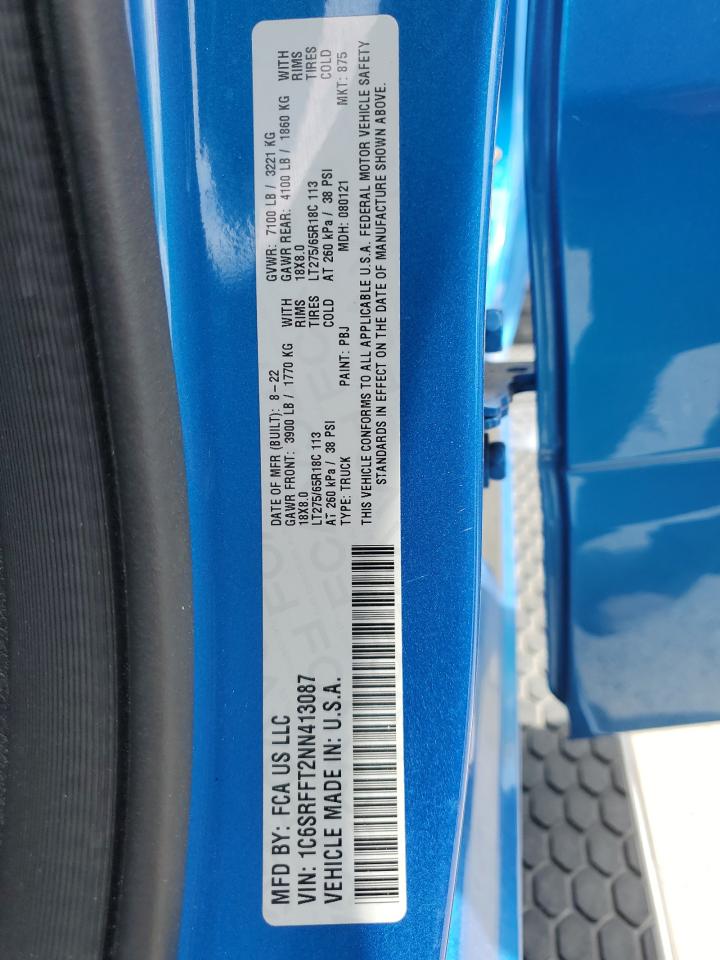 MFD BY: FCA US LLC
VIN: 1C6SRFFT2NN413087
VEHICLE MADE IN: U.S.A.
DATE OF MFR (BUILT): 8-22 GVWR: 7100 LB / 3221 KG
GAWR FRONT: 3900 LB / 1770 KG WITH GAWR REAR: 4100 LB / 1860 KG WITH
18X8.0 RIMS 18X8.0 RIMS
LT275/65R18C 113 TIRES LT275/65R18C 113 TIRES
AT 260 kPa / 38 PSI COLD AT 260 kPa / 38 PSI COLD
TYPE: TRUCK PAINT: PBJ MDH: 080121 MKT: 875
THIS VEHICLE CONFORMS TO ALL APPLICABLE U.S.A. FEDERAL MOTOR VEHICLE SAFETY
STANDARDS IN EFFECT ON THE DATE OF MANUFACTURE SHOWN ABOVE.